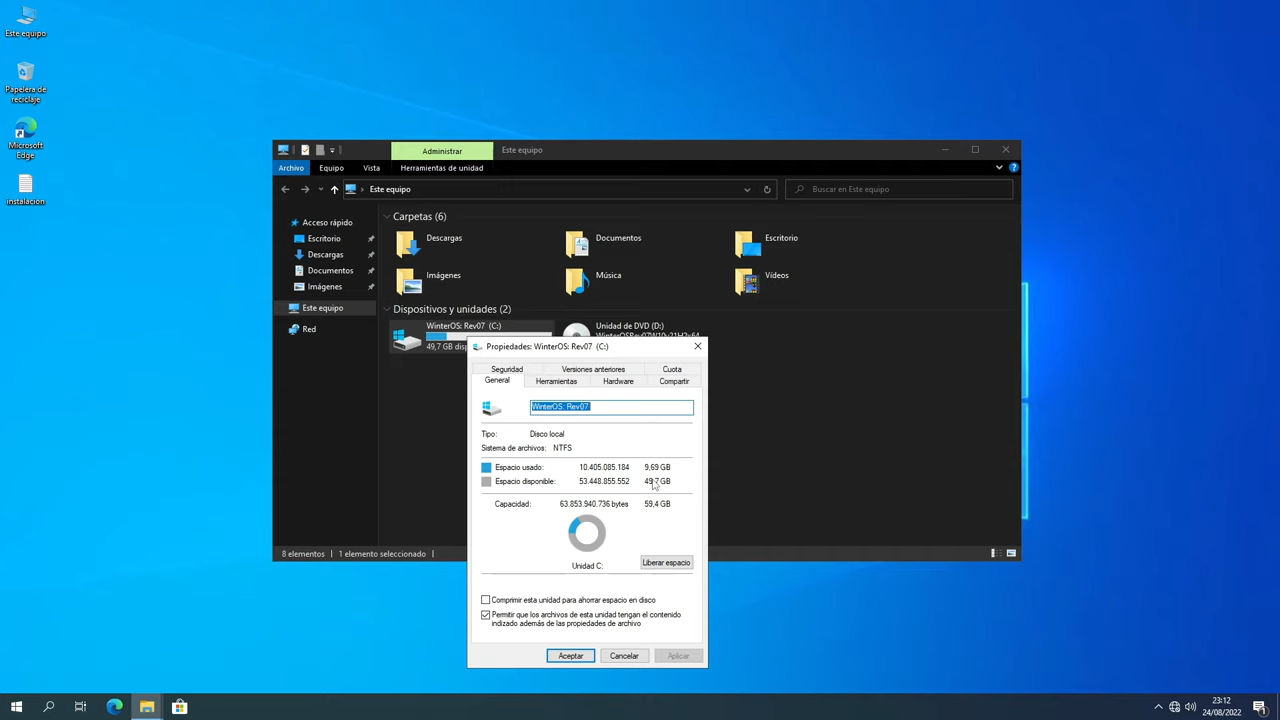 Este equipo
Papelera de
reciclaje
Microsoft
Edge
instalacion
Administrar
Este equipo
Archivo
Equipo
Vista
Herramientas de unidad
Este equipo
Buscar en Este equipo
Acceso rápido
Escritorio
Descargas
Documentos
Imágenes
Este equipo
Red
Carpetas (6)
Descargas
Documentos
Escritorio
Imágenes
Música
Vídeos
Dispositivos y unidades (2)
WinterOS: Rev07 (C:)
49,7 GB disp
Unidad de DVD (D:)
8 elementos
1 elemento seleccionado
Propiedades: WinterOS: Rev07 (C:)
Seguridad
Versiones anteriores
Cuota
General
Herramientas
Hardware
Compartir
WinterOS: Rev07
Tipo: Disco local
Sistema de archivos: NTFS
Espacio usado: 10.405.085.184 9,69 GB
Espacio disponible: 53.448.855.552 49,7 GB
Capacidad: 63.853.940.736 bytes 59,4 GB
Unidad C:
Liberar espacio
Comprimir esta unidad para ahorrar espacio en disco
Permitir que los archivos de esta unidad tengan el contenido
indizado además de las propiedades de archivo
Aceptar
Cancelar
Aplicar
23:12
24/08/2022
1